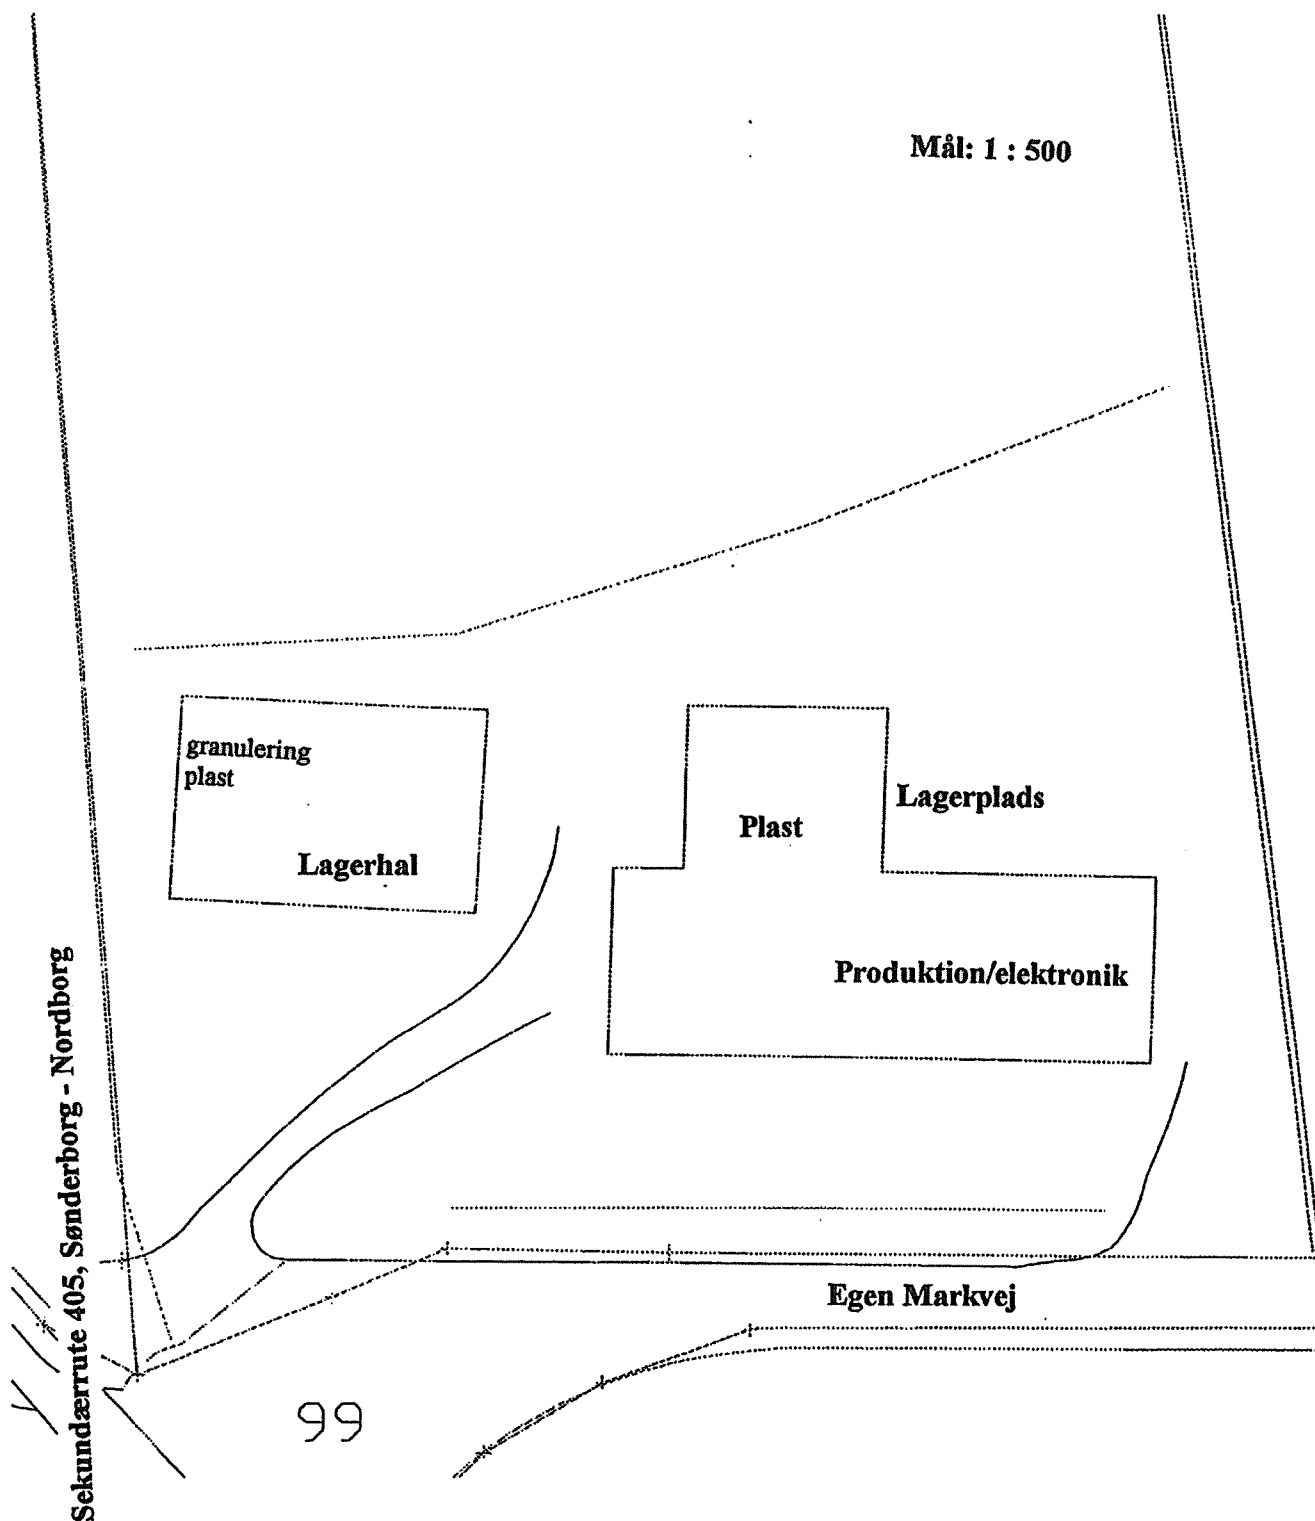 Mål: 1 : 500
granulering
plast
Lagerhal
Plast
Lagerplads
Produktion/elektronik
Sekundærrute 405, Sønderborg - Nordborg
Egen Markvej
99